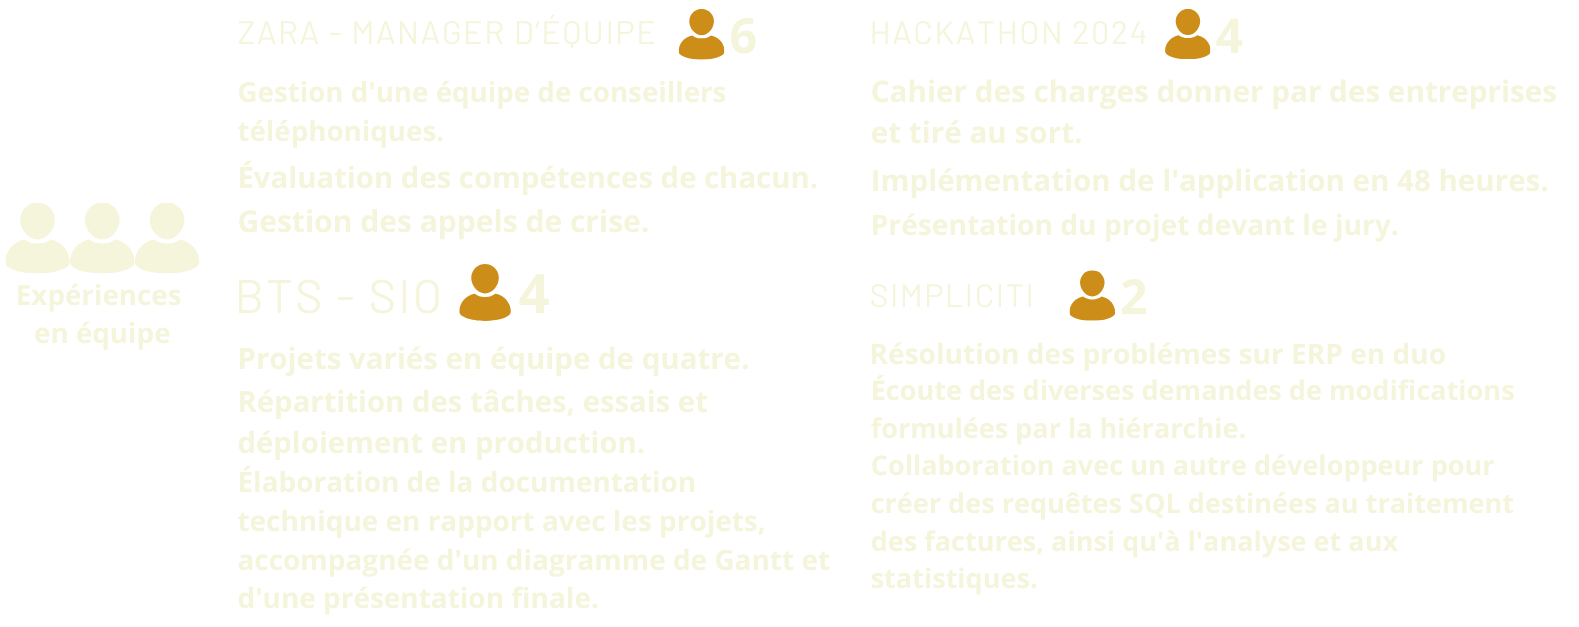 Expériences
en équipe
ZARA - MANAGER D'ÉQUIPE 6
Gestion d'une équipe de conseillers
téléphoniques.
Évaluation des compétences de chacun.
Gestion des appels de crise.
BTS - SIO 4
Projets variés en équipe de quatre.
Répartition des tâches, essais et
déploiement en production.
Élaboration de la documentation
technique en rapport avec les projets,
accompagnée d'un diagramme de Gantt et
d'une présentation finale.
HACKATHON 2024 4
Cahier des charges donner par des entreprises
et tiré au sort.
Implémentation de l'application en 48 heures.
Présentation du projet devant le jury.
SIMPLICITI 2
Résolution des problémes sur ERP en duo
Écoute des diverses demandes de modifications
formulées par la hiérarchie.
Collaboration avec un autre développeur pour
créer des requêtes SQL destinées au traitement
des factures, ainsi qu'à l'analyse et aux
statistiques.